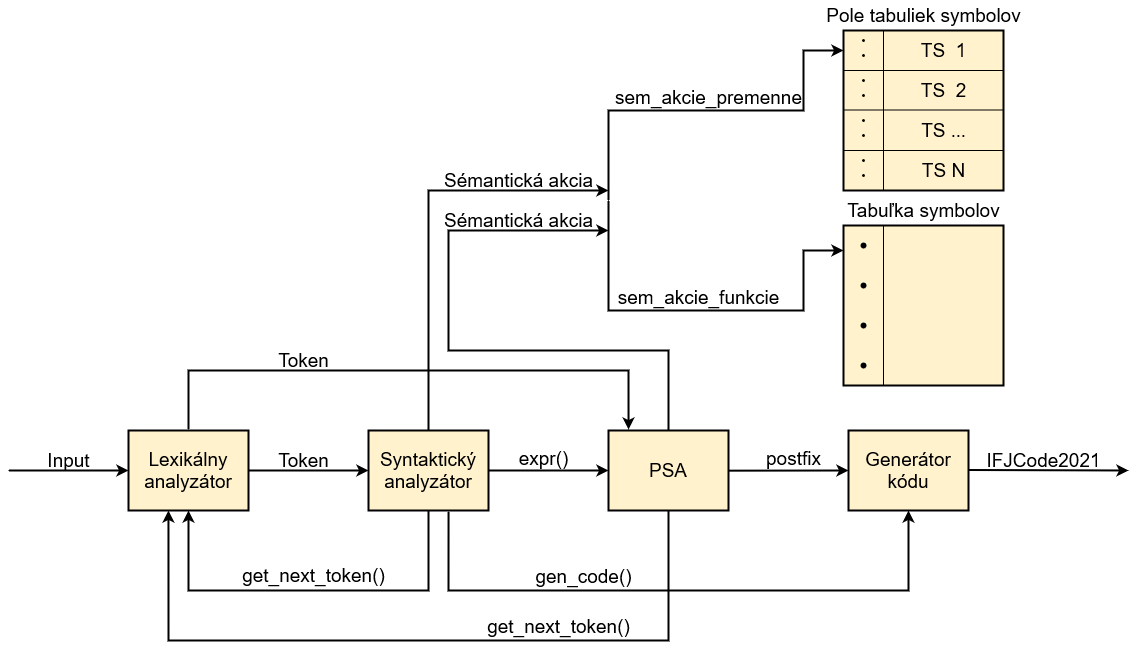 Pole tabuliek symbolov
TS 1
sem_akcie_premenne
TS 2
TS ...
TS N
Sémantická akcia
Tabuľka symbolov
Sémantická akcia
sem_akcie_funkcie
Token
Input
Lexikálny
analyzátor
Token
Syntaktický
analyzátor
expr()
PSA
postfix
Generátor
kódu
IFJCode2021
get_next_token()
gen_code()
get_next_token()